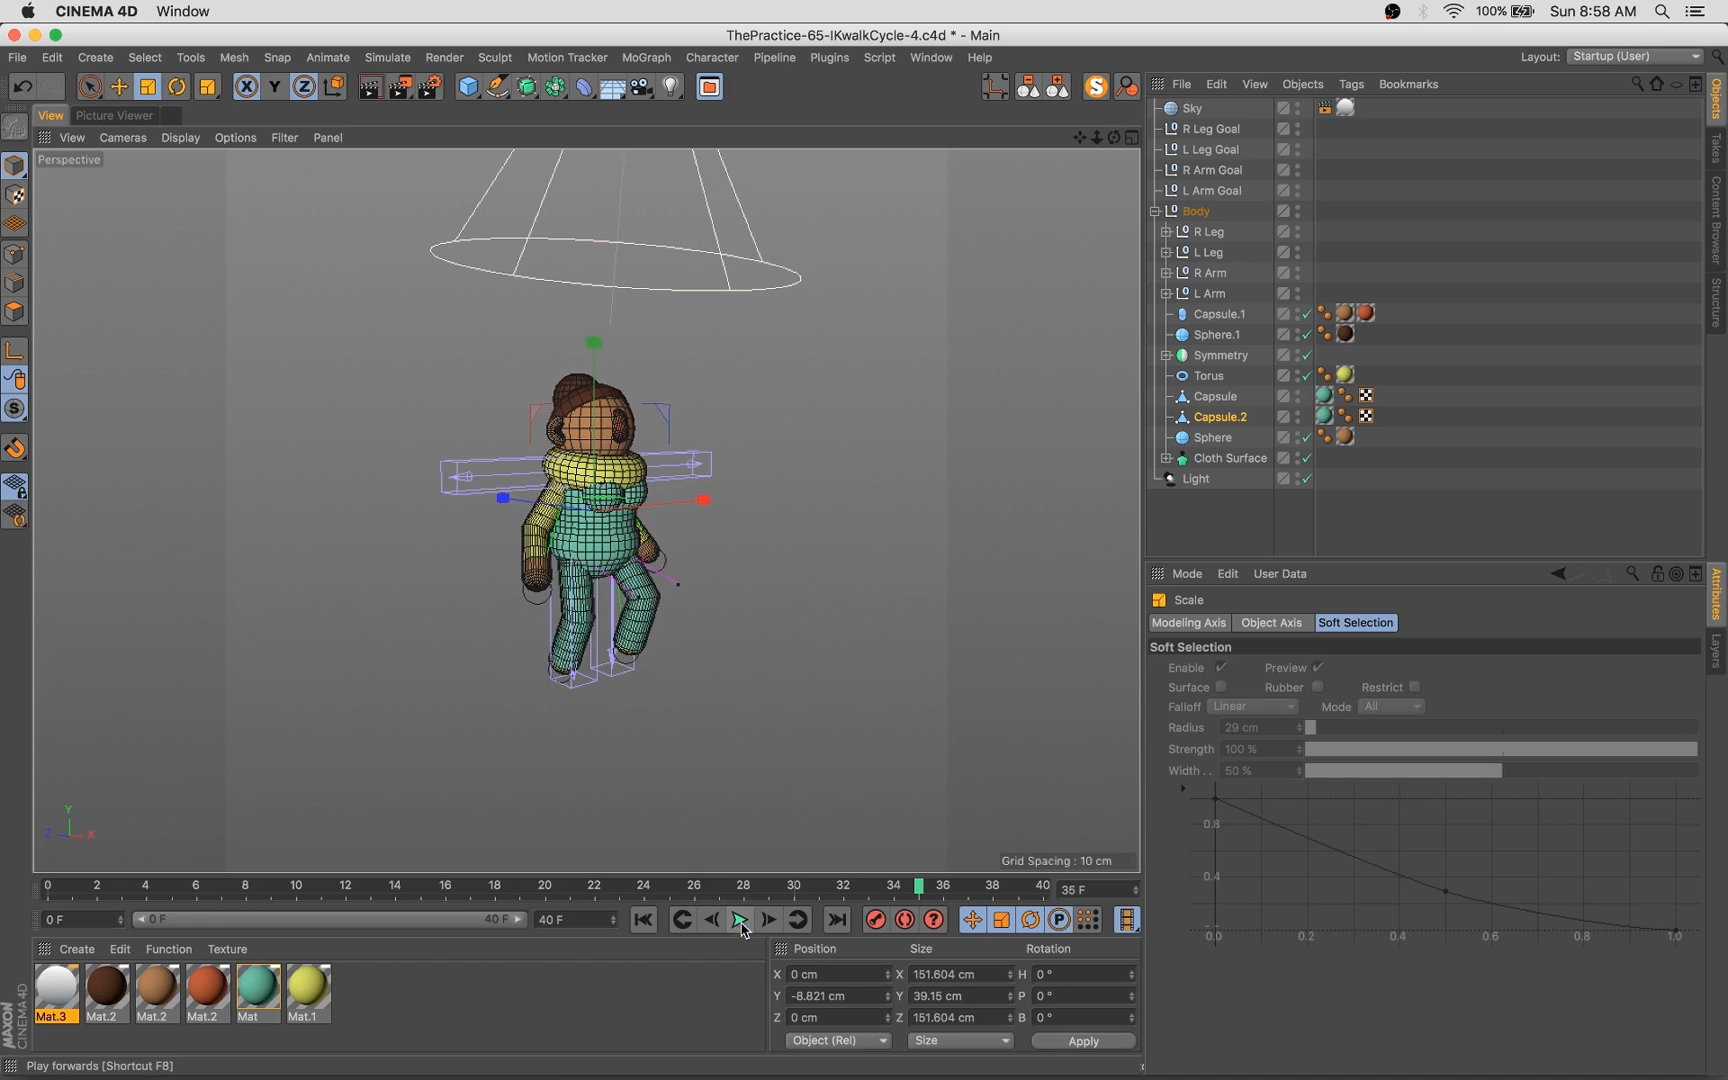 CINEMA 4D Window 100% Sun 8:58 AM
ThePractice-65-IKwalkCycle-4.c4d * - Main
File Edit Create Select Tools Mesh Snap Animate Simulate Render Sculpt Motion Tracker MoGraph Character Pipeline Plugins Script Window Help Layout: Startup (User)
X Y Z S
File Edit View Objects Tags Bookmarks
View Picture Viewer
View Cameras Display Options Filter Panel
Perspective
Sky
R Leg Goal
L Leg Goal
R Arm Goal
L Arm Goal
Body
R Leg
L Leg
R Arm
L Arm
Capsule.1
Sphere.1
Symmetry
Torus
Capsule
Capsule.2
Sphere
Cloth Surface
Light
Objects
Takes
Content Browser
Structure
Mode Edit User Data
Scale
Modeling Axis Object Axis Soft Selection
Soft Selection
Enable Preview
Surface Rubber Restrict
Falloff Linear Mode All
Radius 29 cm
Strength 100 %
Width . . 50 %
0.8
0.4
0.0 0.2 0.4 0.6 0.8 1.0
Attributes
Layers
Y
Z X
Grid Spacing : 10 cm
0 2 4 6 8 10 12 14 16 18 20 22 24 26 28 30 32 34 36 38 40 35 F
0 F 0 F 40 F 40 F
P
Create Edit Function Texture
Mat.3 Mat.2 Mat.2 Mat.2 Mat Mat.1
Position Size Rotation
X 0 cm X 151.604 cm H 0 °
Y -8.821 cm Y 39.15 cm P 0 °
Z 0 cm Z 151.604 cm B 0 °
Object (Rel) Size Apply
MAXON
CINEMA 4D
Play forwards [Shortcut F8]